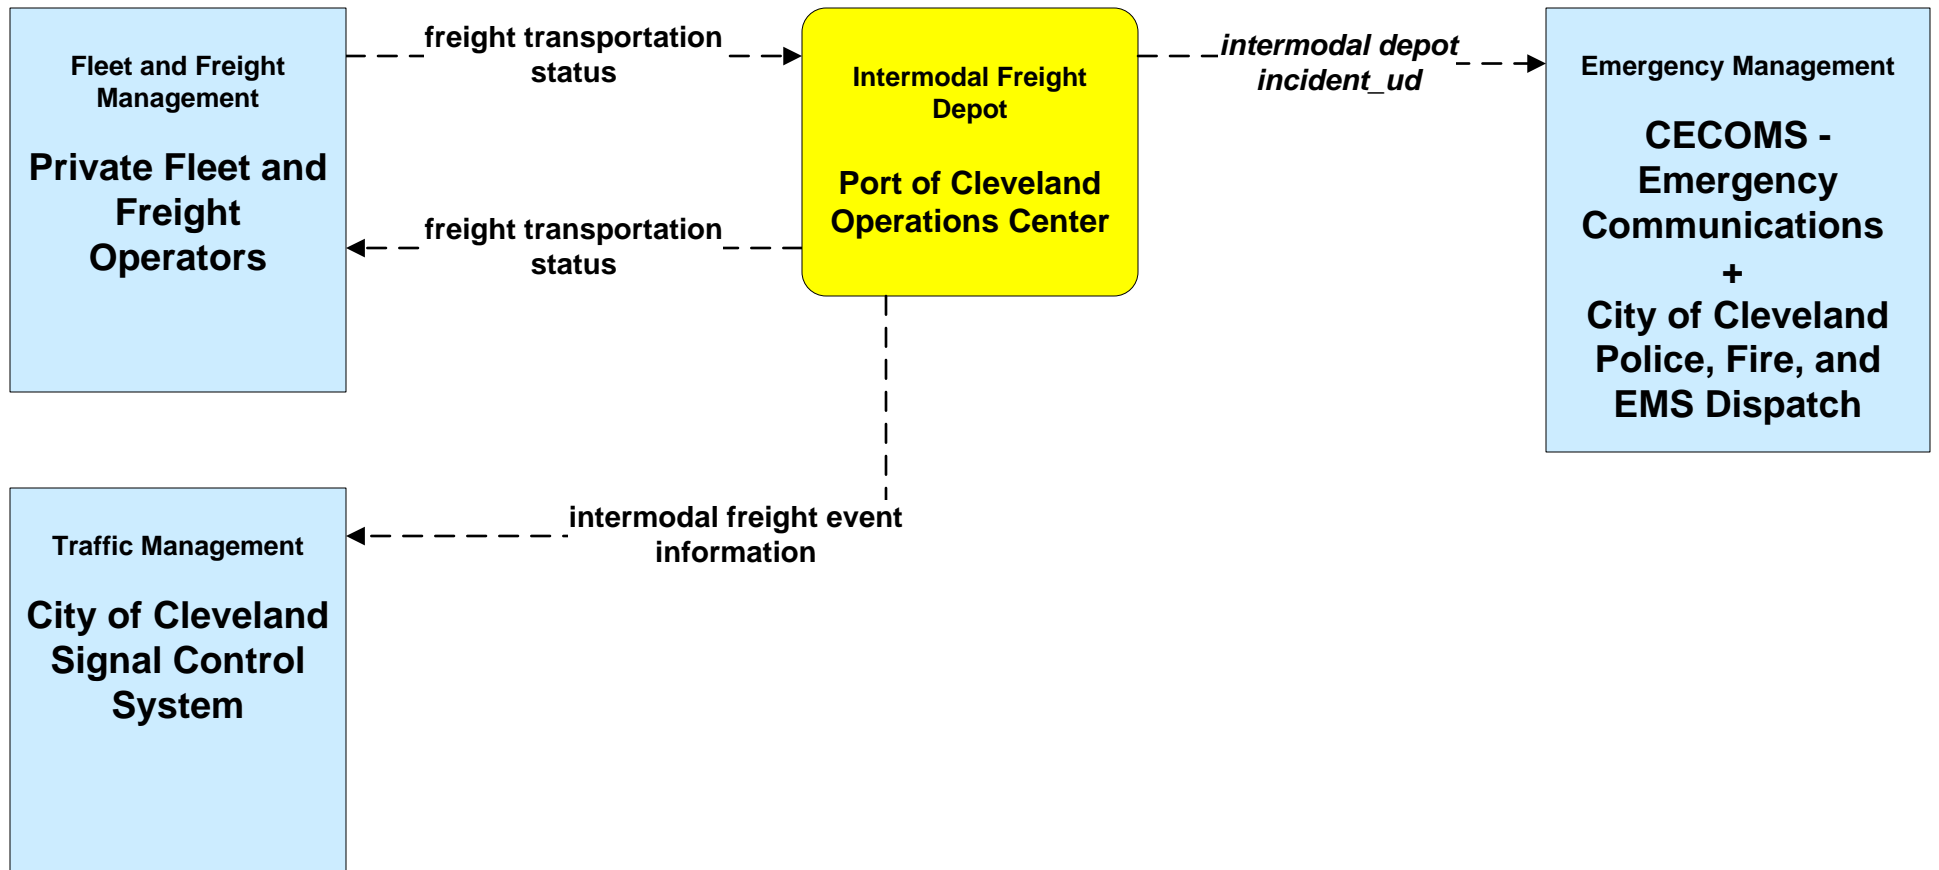 Fleet and Freight
Management
Private Fleet and
Freight
Operators
freight transportation
status
freight transportation
status
Intermodal Freight
Depot
Port of Cleveland
Operations Center
intermodal depot
incident_ud
Emergency Management
CECOMS -
Emergency
Communications
+
City of Cleveland
Police, Fire, and
EMS Dispatch
Traffic Management
City of Cleveland
Signal Control
System
intermodal freight event
information